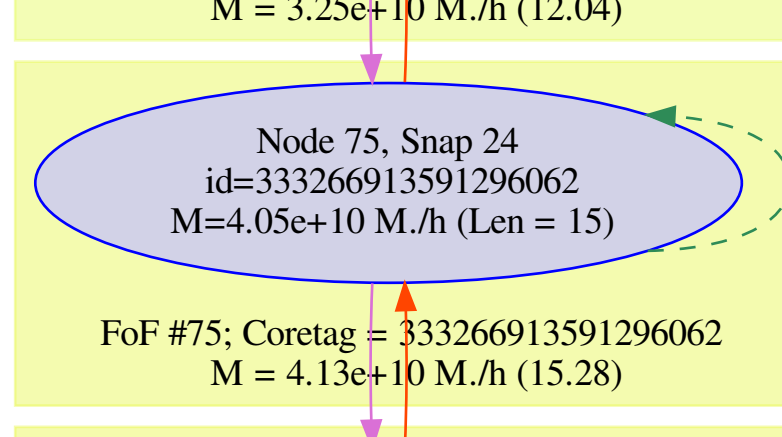 M = 3.25e+10 M./h (12.04)
Node 75, Snap 24
id=333266913591296062
M=4.05e+10 M./h (Len = 15)
FoF #75; Coretag = 333266913591296062
M = 4.13e+10 M./h (15.28)